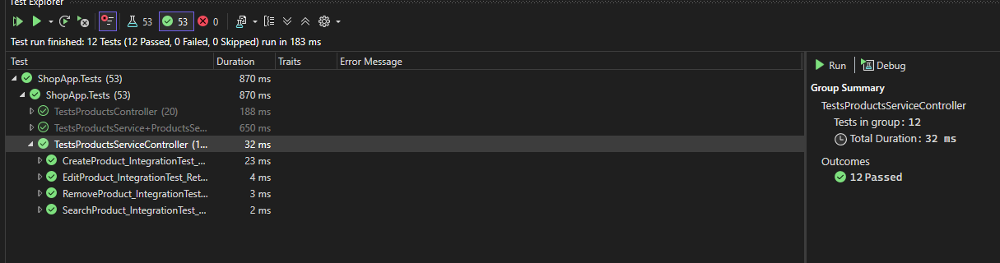 Test Explorer
53 53 0
Test run finished: 12 Tests (12 Passed, 0 Failed, 0 Skipped) run in 183 ms
Test Duration Traits Error Message
ShopApp.Tests (53) 870 ms
ShopApp.Tests (53) 870 ms
TestsProductsController (20) 188 ms
TestsProductsService+ProductsSe... 650 ms
TestsProductsServiceController (1... 32 ms
CreateProduct_IntegrationTest_... 23 ms
EditProduct_IntegrationTest_Ret... 4 ms
RemoveProduct_IntegrationTest... 3 ms
SearchProduct_IntegrationTest_... 2 ms
Run Debug
Group Summary
TestsProductsServiceController
Tests in group: 12
Total Duration: 32 ms
Outcomes
12 Passed